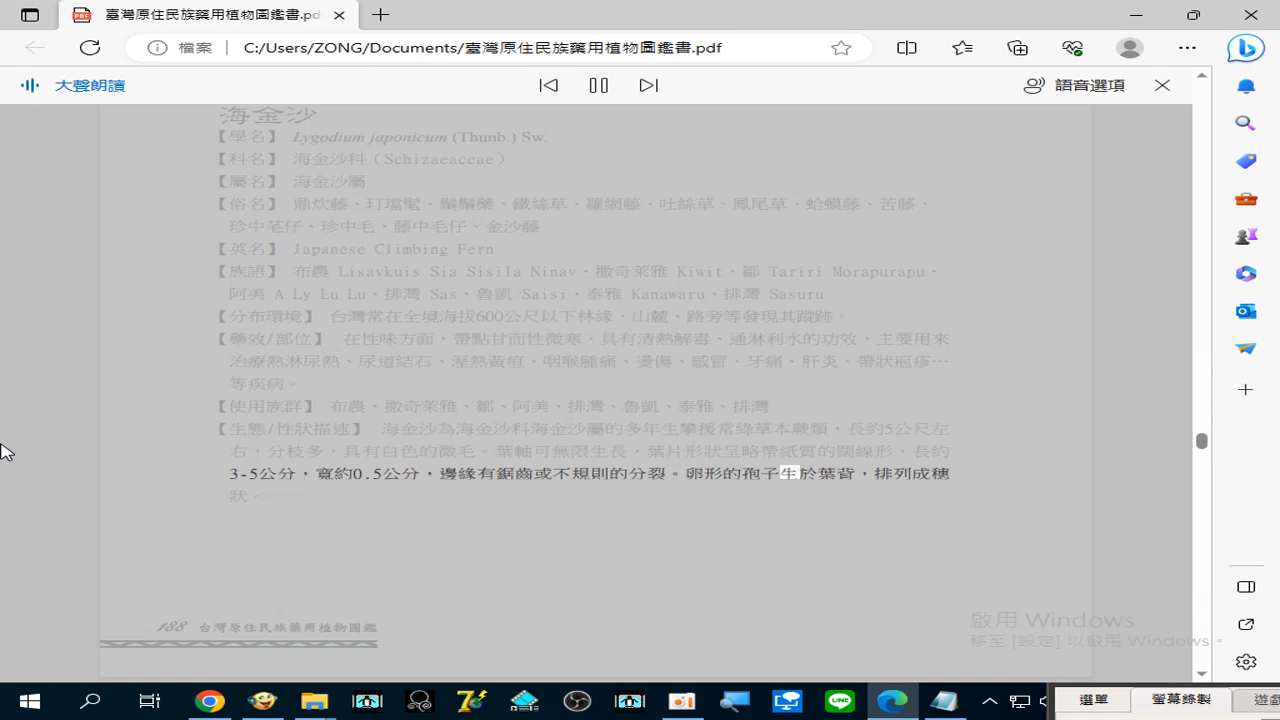 臺灣原住民族藥用植物圖鑑書.pd
檔案
C:/Users/ZONG/Documents/臺灣原住民族藥用植物圖鑑書.pdf
大聲朗讀
語音選項
海金沙
【學名】 Lygodium japonicum (Thunb.) Sw.
【科名】 海金沙科（Schizaeaceae）
【屬名】 海金沙屬
【俗名】 鼎炊藤、玎璫髦、鬚鬚藥、鐵絲草、羅網藤、吐絲草、鳳尾草、蛤蟆藤、苦藤、
珍中笔仔、珍中毛、藤中毛仔、金沙藤
【英名】 Japanese Climbing Fern
【族語】 布農 Lisavkuis Sia Sisila Ninav、撒奇萊雅 Kiwit、鄒 Tariri Morapurapu、
阿美 A Ly Lu Lu、排灣 Sas、魯凱 Saisi、泰雅 Kanawaru、排灣 Sasuru
【分布環境】 台灣常在全境海拔600公尺以下林緣、山麓、路旁等發現其蹤跡。
【藥效/部位】 在性味方面，帶點甘而性微寒，具有清熱解毒、通淋利水的功效，主要用來
治療熱淋尿熱、尿道結石、溼熱黃疸、咽喉腫痛、燙傷、感冒、牙痛、肝炎、帶狀疱疹…
等疾病。
【使用族群】 布農、撒奇萊雅、鄒、阿美、排灣、魯凱、泰雅、排灣
【生態/性狀描述】 海金沙為海金沙科海金沙屬的多年生攀援常綠草本蕨類，長約5公尺左
右，分枝多，具有白色的微毛。葉軸可無限生長，葉片形狀呈略帶紙質的闊線形，長約
3-5公分，寬約0.5公分，邊緣有鋸齒或不規則的分裂。卵形的孢子生於葉背，排列成穗
狀。
188 台灣原住民族藥用植物圖鑑
啟用 Windows
移至 [設定] 以啟用 Windows。
選單
螢幕錄製
遊戲